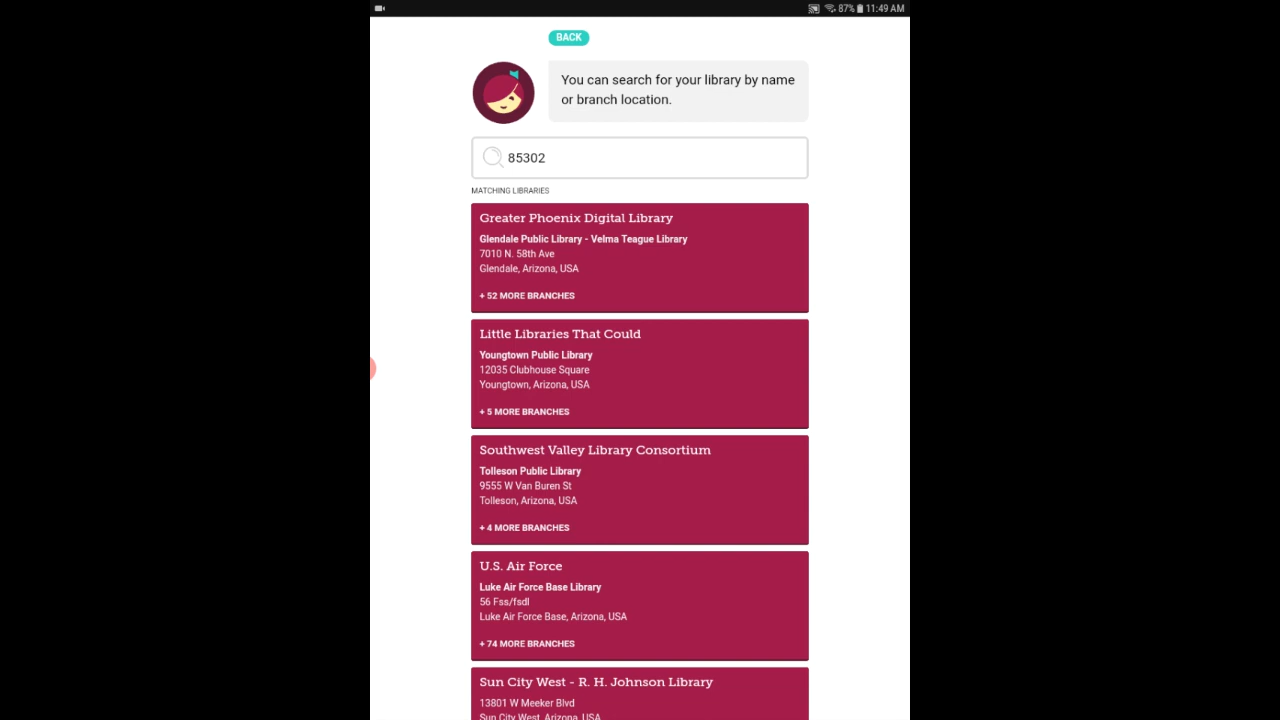 87% 11:49 AM
BACK
You can search for your library by name
or branch location.
85302
MATCHING LIBRARIES
Greater Phoenix Digital Library
Glendale Public Library - Velma Teague Library
7010 N. 58th Ave
Glendale, Arizona, USA
+ 52 MORE BRANCHES
Little Libraries That Could
Youngtown Public Library
12035 Clubhouse Square
Youngtown, Arizona, USA
+ 5 MORE BRANCHES
Southwest Valley Library Consortium
Tolleson Public Library
9555 W Van Buren St
Tolleson, Arizona, USA
+ 4 MORE BRANCHES
U.S. Air Force
Luke Air Force Base Library
56 Fss/fsdl
Luke Air Force Base, Arizona, USA
+ 74 MORE BRANCHES
Sun City West - R. H. Johnson Library
13801 W Meeker Blvd
Sun City West, Arizona, USA